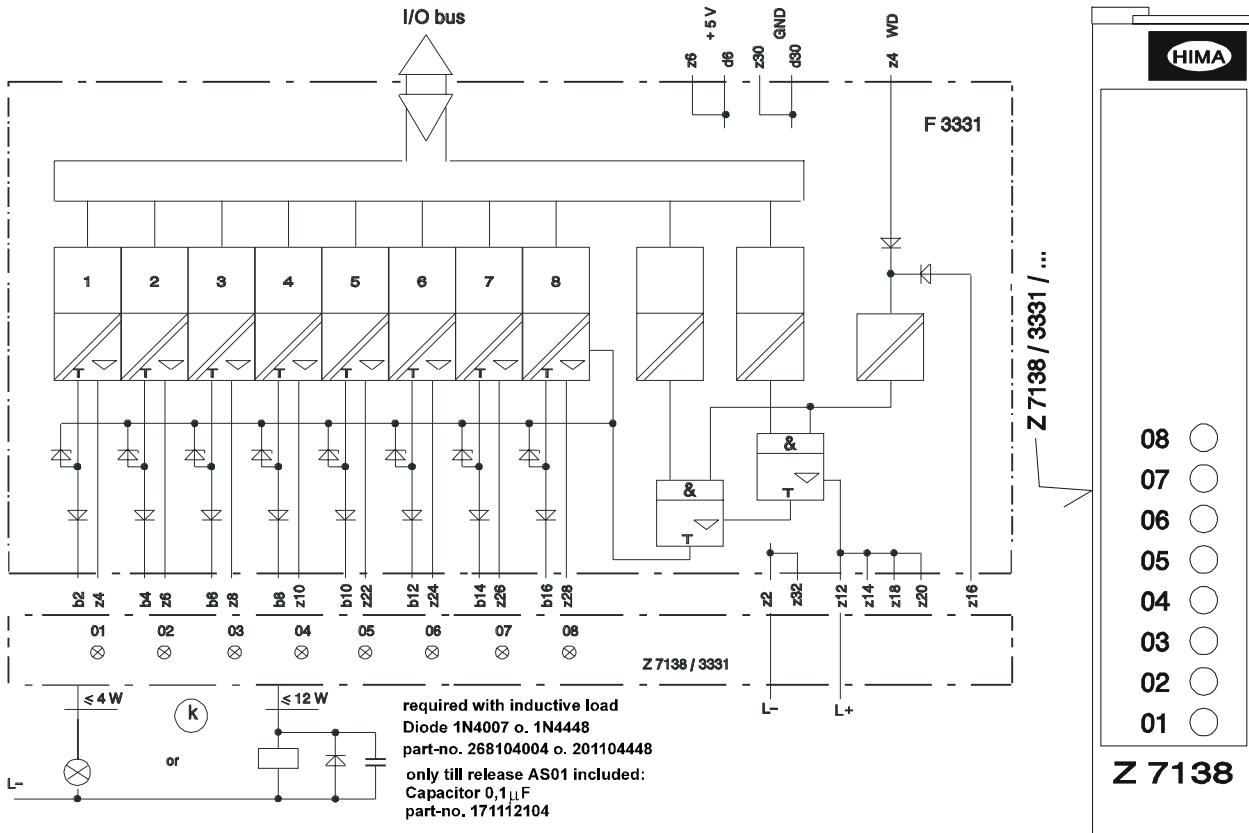 I/O bus
z6 + 5 V d6 z30 GND d30 z4 WD
HIMA
F 3331
1 2 3 4 5 6 7 8
T T T T T T T T
&
T
&
T
Z 7138 / 3331 / ...
b2 z4 b4 z6 b6 z8 b8 z10 b10 z22 b12 z24 b14 z26 b16 z28 z2 z32 z12 z14 z18 z20 z16
01 02 03 04 05 06 07 08
Z 7138 / 3331
≤ 4 W
k
≤ 12 W
or
L-
required with inductive load
Diode 1N4007 o. 1N4448
part-no. 268104004 o. 201104448
only till release AS01 included:
Capacitor 0,1μF
part-no. 171112104
L- L+
08
07
06
05
04
03
02
01
Z 7138